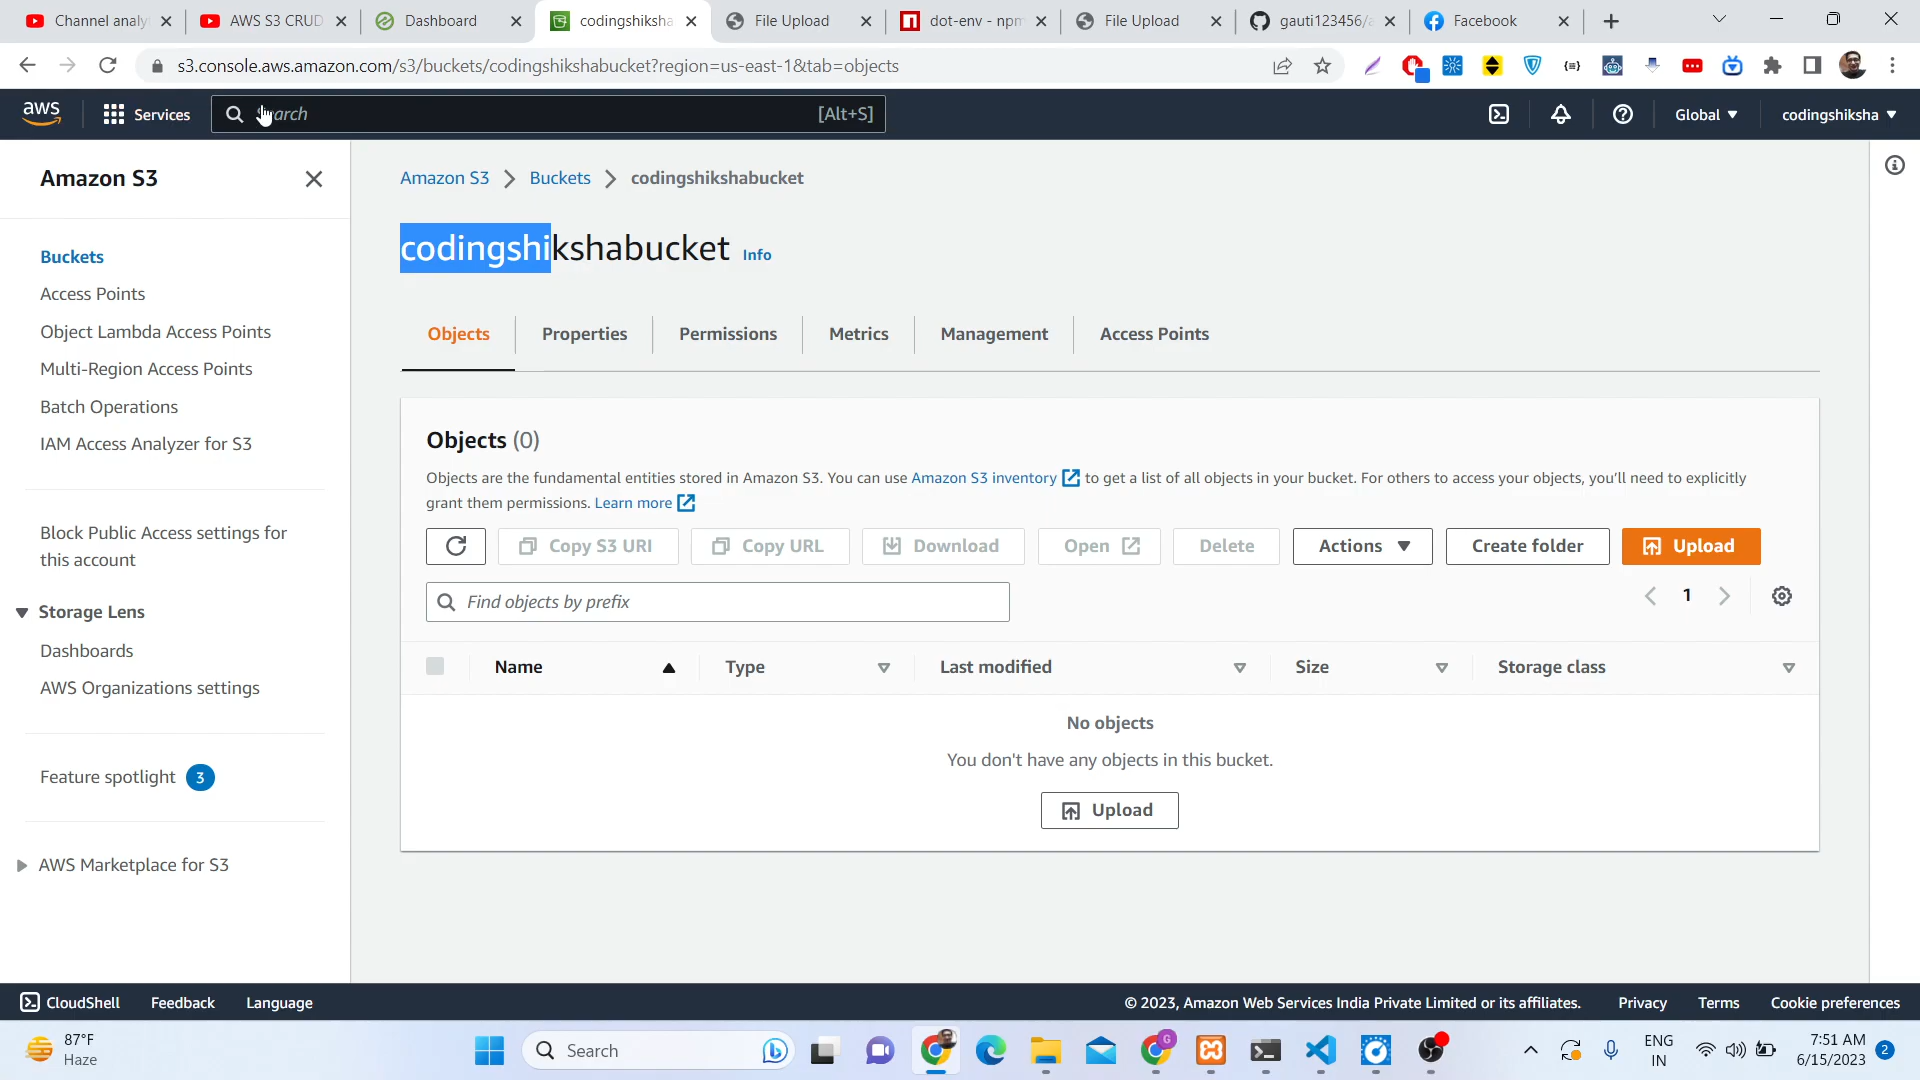 Channel analy
AWS S3 CRUD
Dashboard
codingshiksha
File Upload
dot-env - npm
File Upload
gauti123456/a
Facebook
s3.console.aws.amazon.com/s3/buckets/codingshikshabucket?region=us-east-1&tab=objects
aws
Services
[Alt+S]
Global
codingshiksha
Amazon S3
Buckets
Access Points
Object Lambda Access Points
Multi-Region Access Points
Batch Operations
IAM Access Analyzer for S3
Block Public Access settings for
this account
Storage Lens
Dashboards
AWS Organizations settings
Feature spotlight 3
AWS Marketplace for S3
Amazon S3 > Buckets > codingshikshabucket
codingshikshabucket Info
Objects
Properties
Permissions
Metrics
Management
Access Points
Objects (0)
Objects are the fundamental entities stored in Amazon S3. You can use Amazon S3 inventory to get a list of all objects in your bucket. For others to access your objects, you'll need to explicitly
grant them permissions. Learn more
Copy S3 URI
Copy URL
Download
Open
Delete
Actions
Create folder
Upload
Find objects by prefix
1
Name
Type
Last modified
Size
Storage class
No objects
You don't have any objects in this bucket.
Upload
CloudShell
Feedback
Language
© 2023, Amazon Web Services India Private Limited or its affiliates.
Privacy
Terms
Cookie preferences
87°F
Haze
Search
G
ENG
IN
7:51 AM
6/15/2023
2